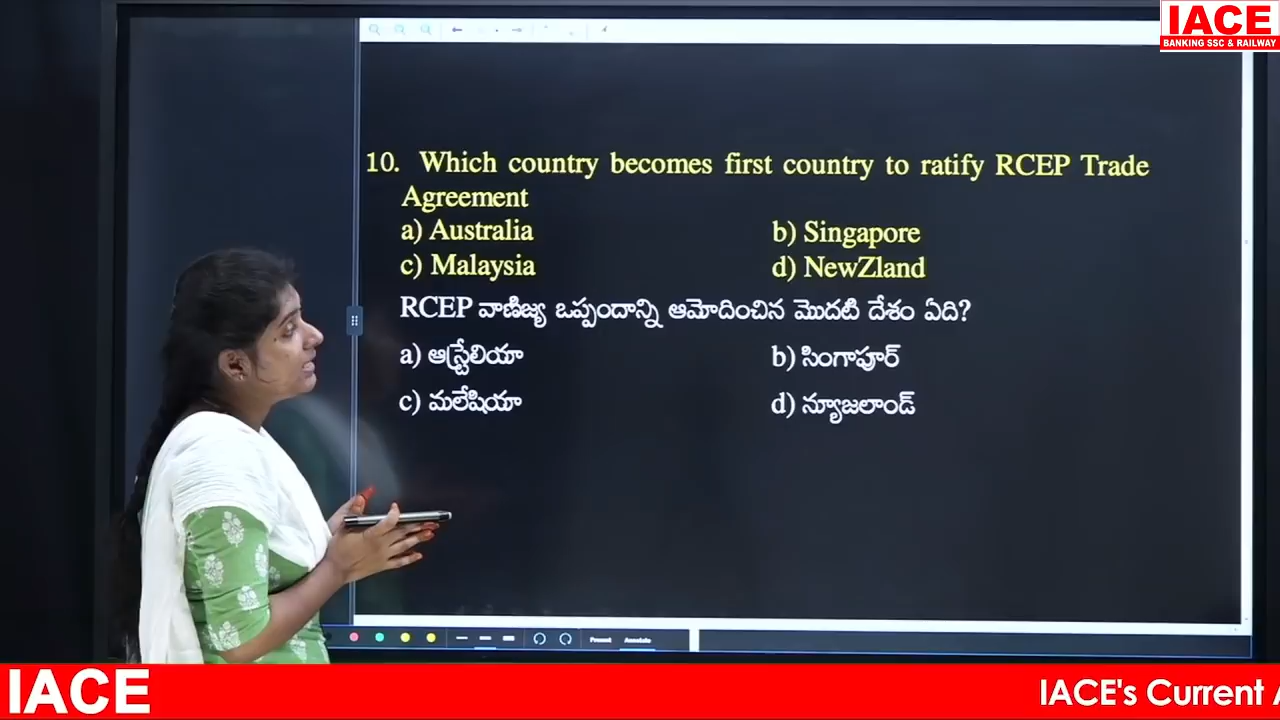 IACE
BANKING SSC & RAILWAY
10. Which country becomes first country to ratify RCEP Trade
Agreement
a) Australia
b) Singapore
c) Malaysia
d) NewZland
RCEP వాణిజ్య ఒప్పందాన్ని ఆమోదించిన మొదటి దేశం ఏది?
a) ఆస్ట్రేలియా
b) సింగాపూర్
c) మలేషియా
d) న్యూజలాండ్
Present Annotate
IACE
IACE's Current A